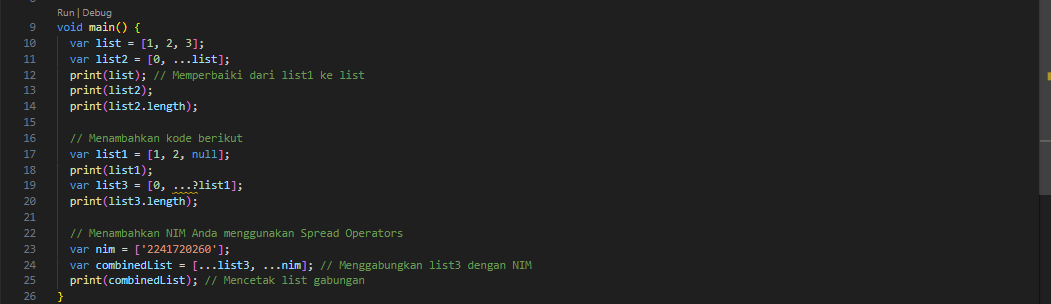 Run | Debug
9 void main() {
10 var list = [1, 2, 3];
11 var list2 = [0, ...list];
12 print(list); // Memperbaiki dari list1 ke list
13 print(list2);
14 print(list2.length);
15
16 // Menambahkan kode berikut
17 var list1 = [1, 2, null];
18 print(list1);
19 var list3 = [0, ...?list1];
20 print(list3.length);
21
22 // Menambahkan NIM Anda menggunakan Spread Operators
23 var nim = ['2241720260'];
24 var combinedList = [...list3, ...nim]; // Menggabungkan list3 dengan NIM
25 print(combinedList); // Mencetak list gabungan
26 }